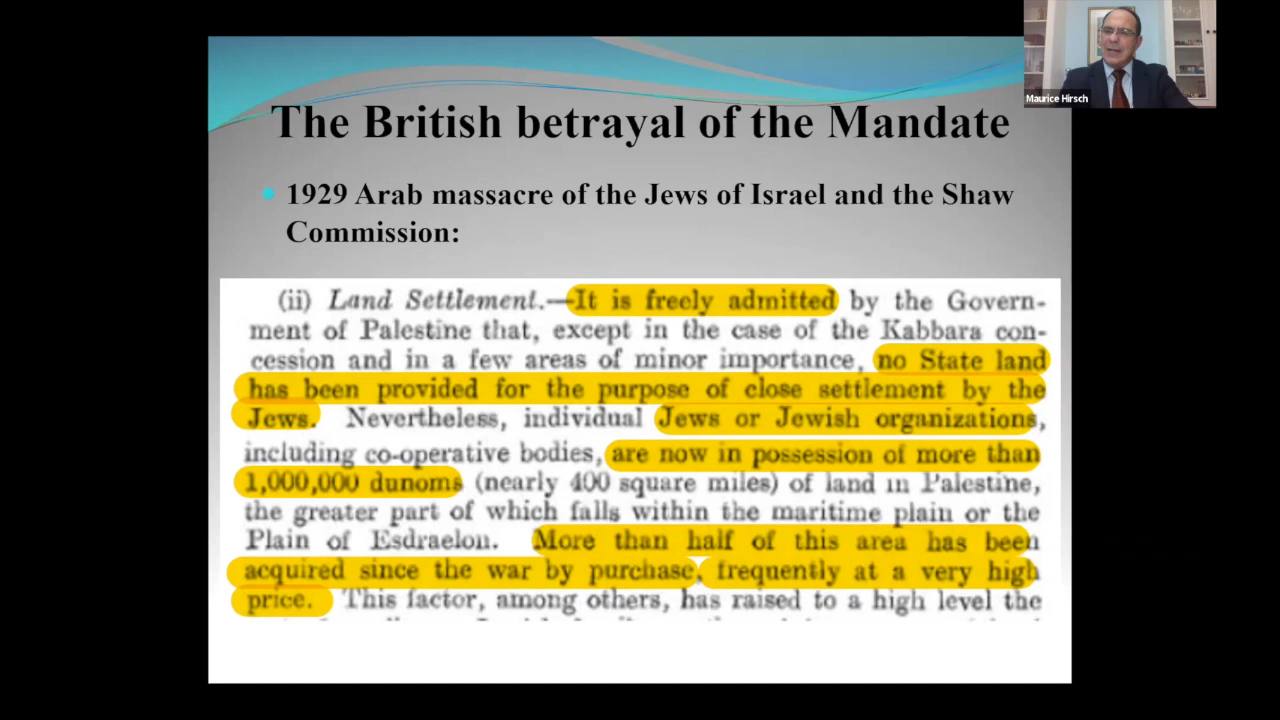 Maurice Hirsch
The British betrayal of the Mandate
1929 Arab massacre of the Jews of Israel and the Shaw
Commission:
(ii) Land Settlement.—It is freely admitted by the Govern-
ment of Palestine that, except in the case of the Kabbara con-
cession and in a few areas of minor importance, no State land
has been provided for the purpose of close settlement by the
Jews. Nevertheless, individual Jews or Jewish organizations,
including co-operative bodies, are now in possession of more than
1,000,000 dunoms (nearly 400 square miles) of land in Palestine,
the greater part of which falls within the maritime plain or the
Plain of Esdraelon. More than half of this area has been
acquired since the war by purchase, frequently at a very high
price. This factor, among others, has raised to a high level the